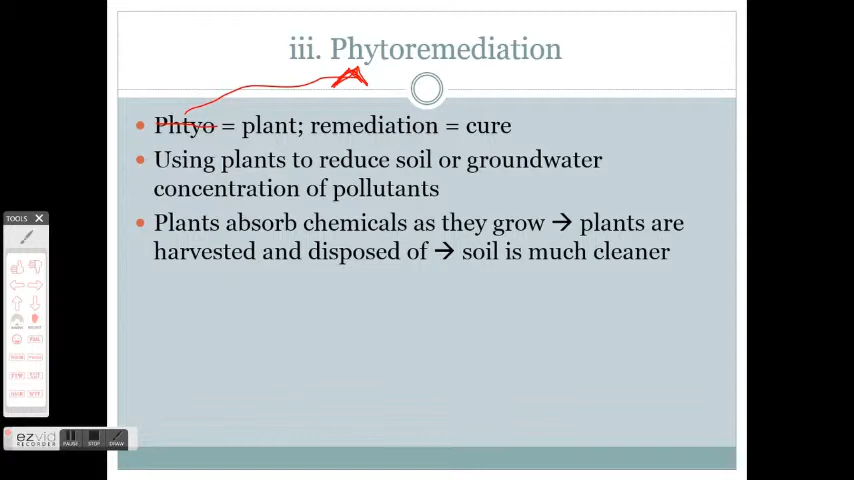 iii. Phytoremediation
Phtyo = plant; remediation = cure
Using plants to reduce soil or groundwater
concentration of pollutants
Plants absorb chemicals as they grow → plants are
harvested and disposed of → soil is much cleaner
TOOLS
FAIL
ezvid
RECORDER
PAUSE
STOP
DRAW